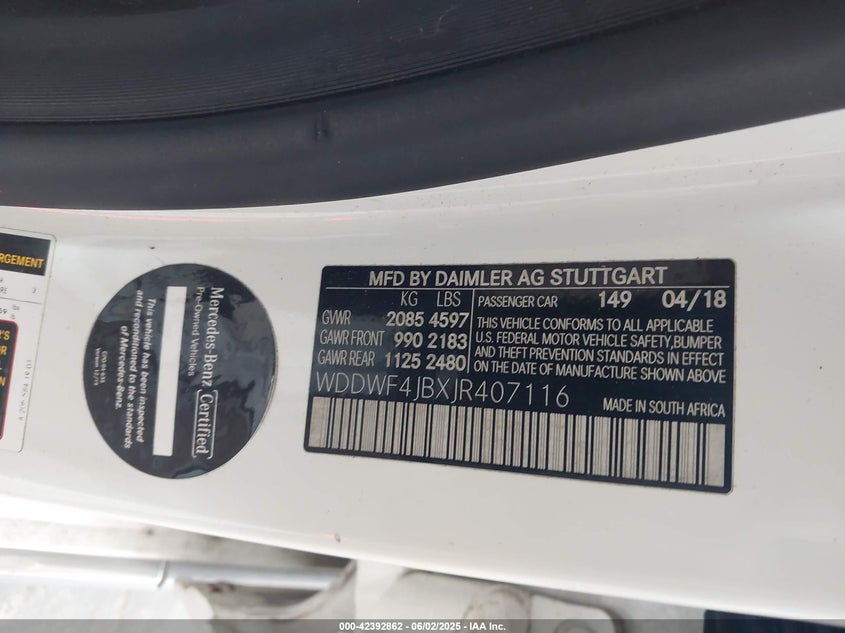 RGEMENT
MFD BY DAIMLER AG STUTTGART
KG LBS
GVWR 2085 4597
GAWR FRONT 990 2183
GAWR REAR 1125 2480
PASSENGER CAR 149 04/18
THIS VEHICLE CONFORMS TO ALL APPLICABLE
U.S. FEDERAL MOTOR VEHICLE SAFETY,BUMPER
AND THEFT PREVENTION STANDARDS IN EFFECT
ON THE DATE OF MANUFACTURE SHOWN ABOVE
WDDWF4JBXJR407116
MADE IN SOUTH AFRICA
Mercedes-Benz Certified
Pre-Owned Vehicles
This vehicle has been inspected
and reconditioned to the standards
of Mercedes-Benz.
000-42392862 - 06/02/2025 - IAA Inc.